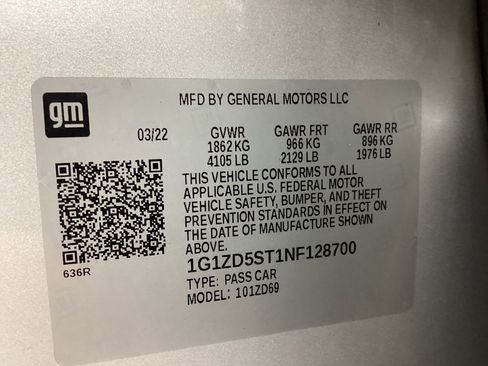 gm
MFD BY GENERAL MOTORS LLC
03/22 GVWR GAWR FRT GAWR RR
1862 KG 966 KG 896 KG
4105 LB 2129 LB 1976 LB
THIS VEHICLE CONFORMS TO ALL
APPLICABLE U.S. FEDERAL MOTOR
VEHICLE SAFETY, BUMPER, AND THEFT
PREVENTION STANDARDS IN EFFECT ON
THE DATE OF MANUFACTURE SHOWN
ABOVE.
636R
1G1ZD5ST1NF128700
TYPE: PASS CAR
MODEL: 101ZD69